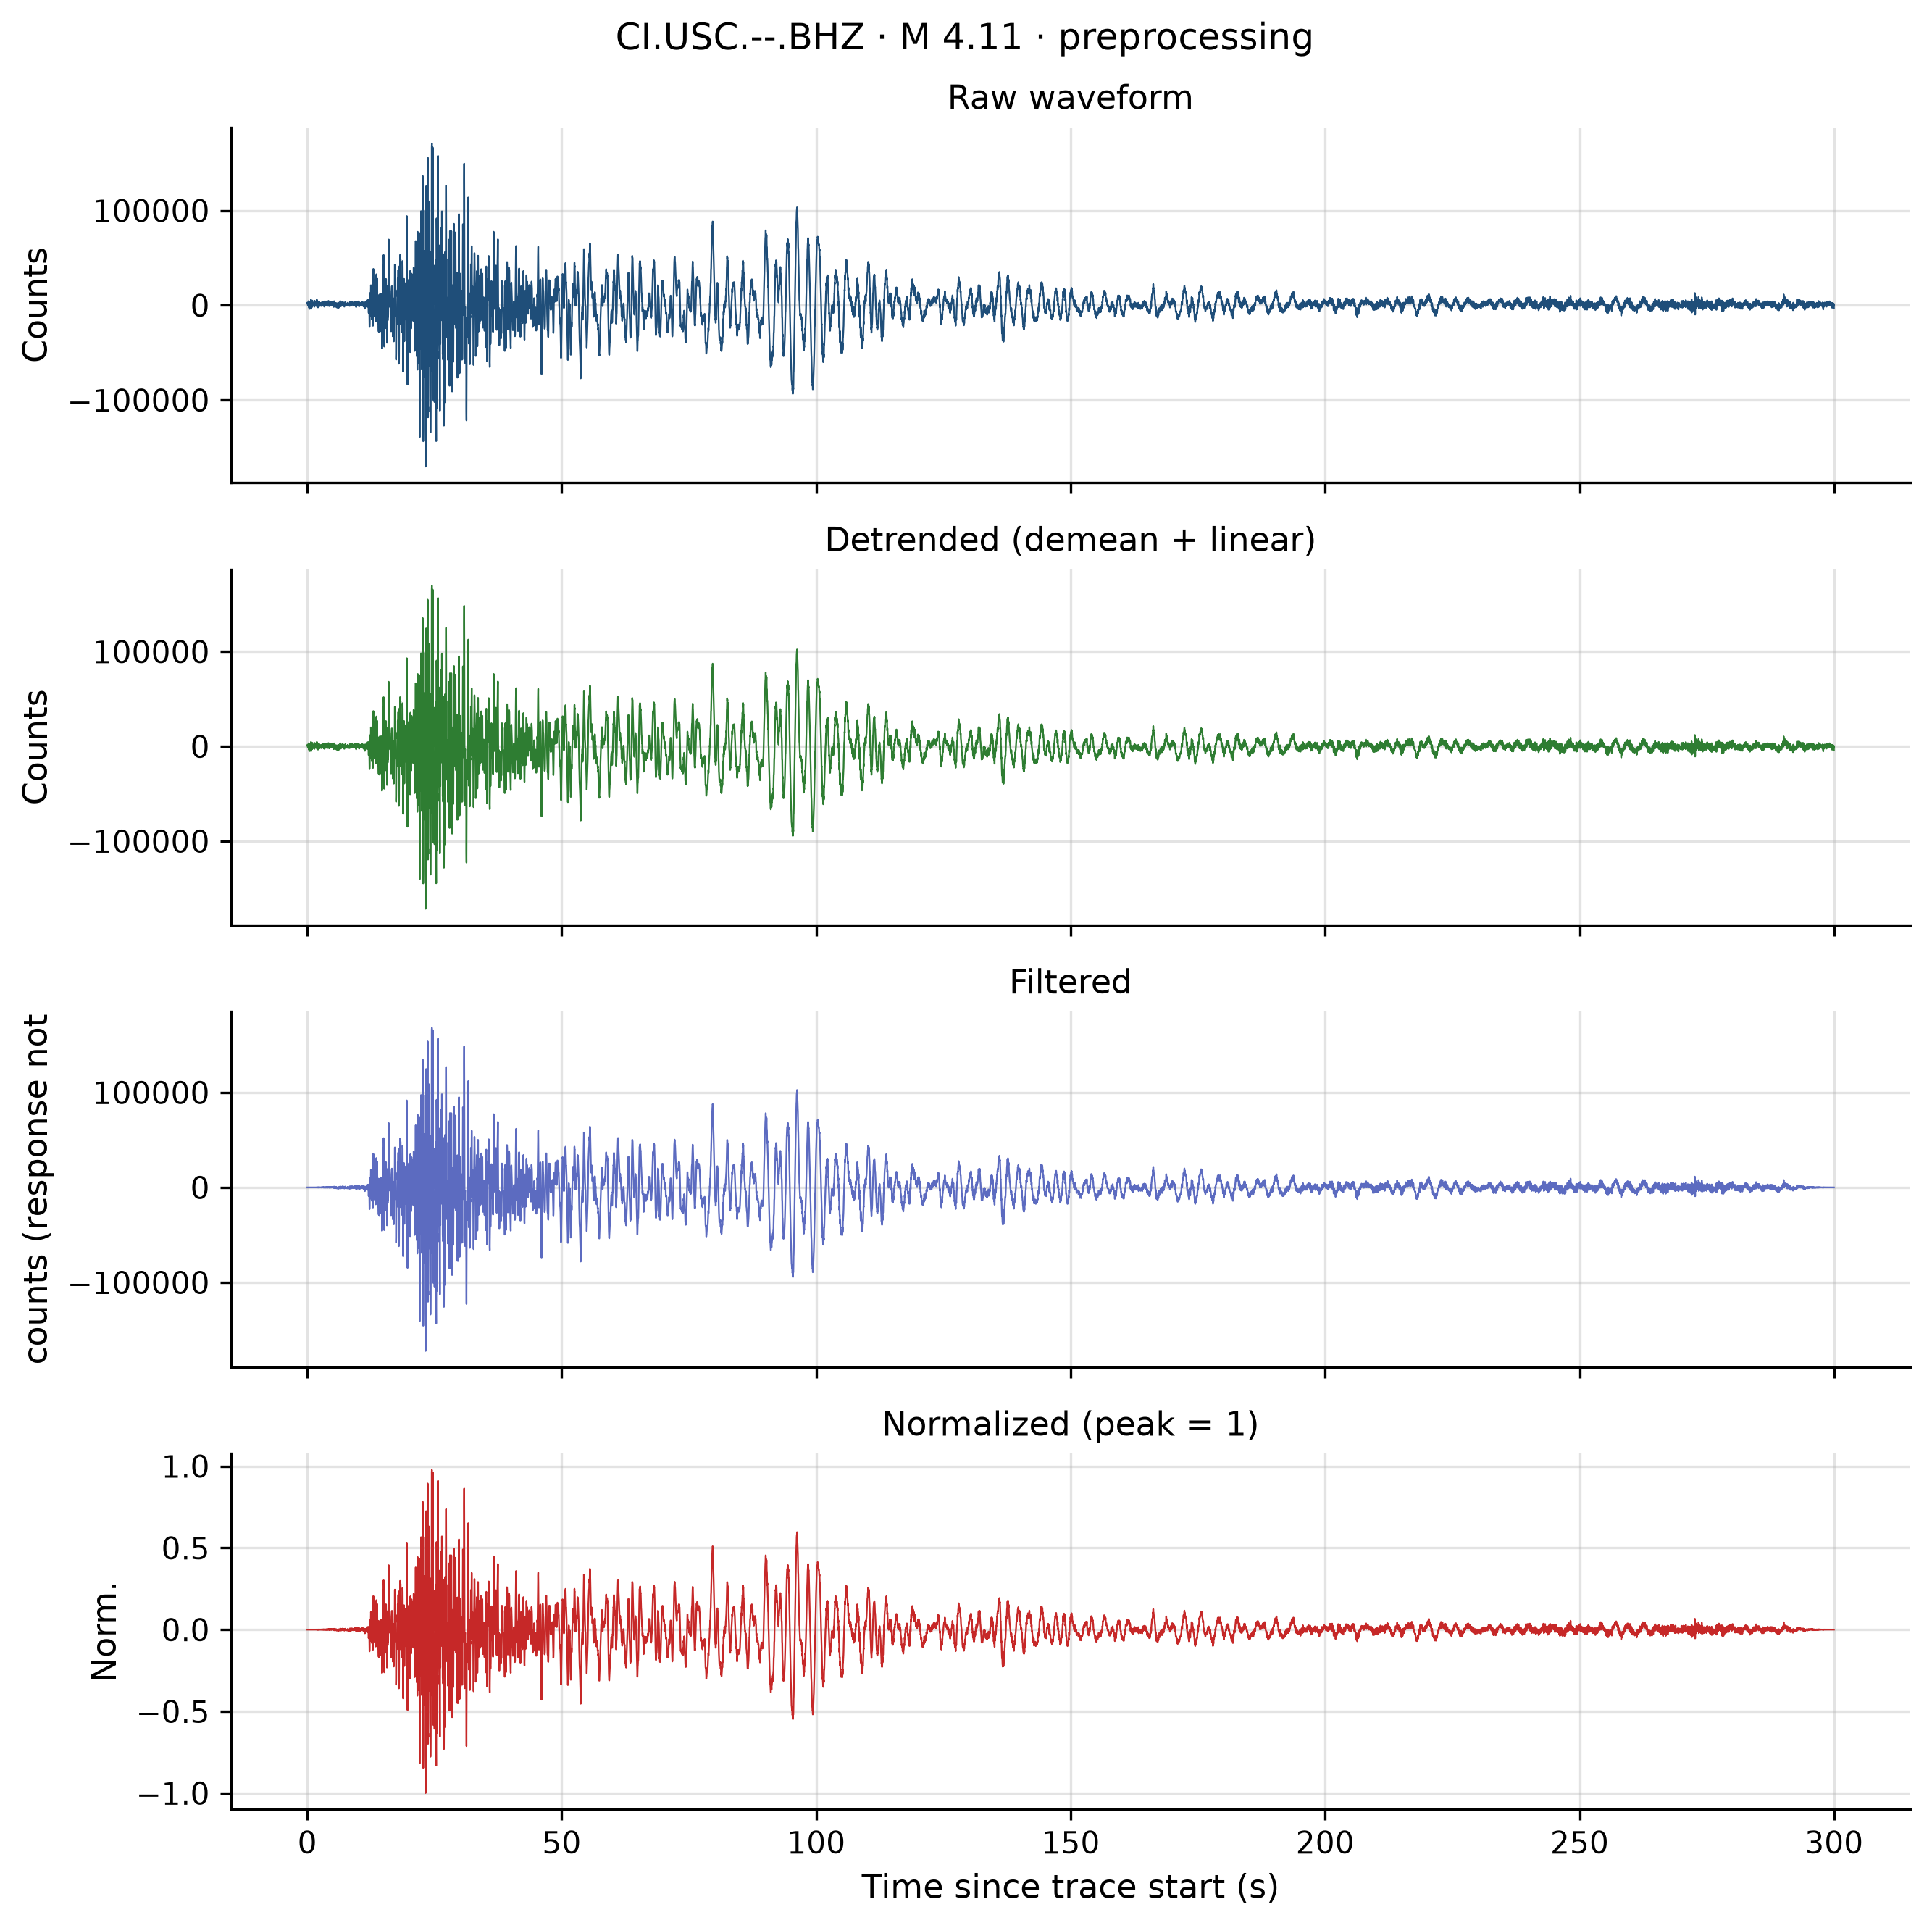 CI.USC.--.BHZ · M 4.11 · preprocessing
Raw waveform
Counts
100000
0
−100000
Detrended (demean + linear)
Counts
100000
0
−100000
Filtered
counts (response not
100000
0
−100000
Normalized (peak = 1)
Norm.
1.0
0.5
0.0
−0.5
−1.0
0 50 100 150 200 250 300
Time since trace start (s)